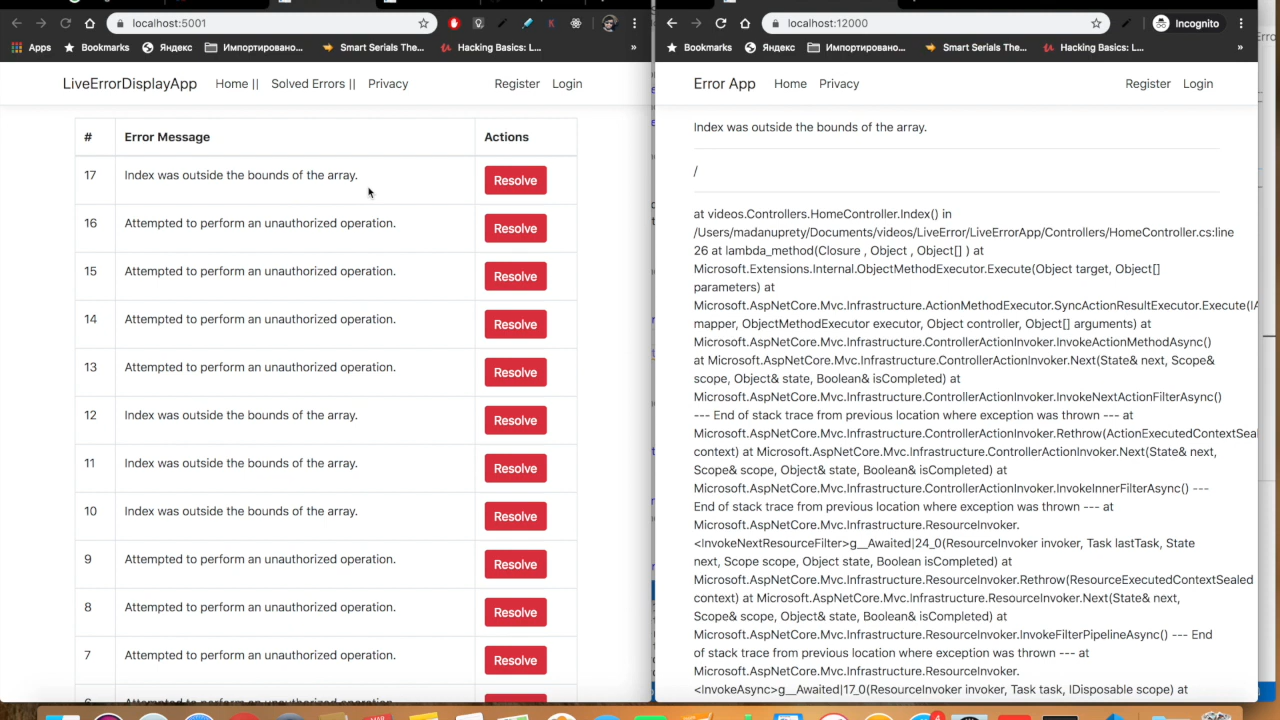 localhost:5001
Apps
Bookmarks
Яндекс
Импортировано...
Smart Serials The...
Hacking Basics: L...
»
LiveErrorDisplayApp
Home ||
Solved Errors ||
Privacy
Register
Login
# Error Message Actions
17 Index was outside the bounds of the array. Resolve
16 Attempted to perform an unauthorized operation. Resolve
15 Attempted to perform an unauthorized operation. Resolve
14 Attempted to perform an unauthorized operation. Resolve
13 Attempted to perform an unauthorized operation. Resolve
12 Index was outside the bounds of the array. Resolve
11 Index was outside the bounds of the array. Resolve
10 Index was outside the bounds of the array. Resolve
9 Attempted to perform an unauthorized operation. Resolve
8 Attempted to perform an unauthorized operation. Resolve
7 Attempted to perform an unauthorized operation. Resolve
localhost:12000
Incognito
Bookmarks
Яндекс
Импортировано...
Smart Serials The...
Hacking Basics: L...
»
Error App
Home
Privacy
Register
Login
Index was outside the bounds of the array.
/
at videos.Controllers.HomeController.Index() in
/Users/madanuprety/Documents/videos/LiveError/LiveErrorApp/Controllers/HomeController.cs:line
26 at lambda_method(Closure , Object , Object[] ) at
Microsoft.Extensions.Internal.ObjectMethodExecutor.Execute(Object target, Object[]
parameters) at
Microsoft.AspNetCore.Mvc.Infrastructure.ActionMethodExecutor.SyncActionResultExecutor.Execute(IA
mapper, ObjectMethodExecutor executor, Object controller, Object[] arguments) at
Microsoft.AspNetCore.Mvc.Infrastructure.ControllerActionInvoker.InvokeActionMethodAsync()
at Microsoft.AspNetCore.Mvc.Infrastructure.ControllerActionInvoker.Next(State& next, Scope&
scope, Object& state, Boolean& isCompleted) at
Microsoft.AspNetCore.Mvc.Infrastructure.ControllerActionInvoker.InvokeNextActionFilterAsync()
--- End of stack trace from previous location where exception was thrown --- at
Microsoft.AspNetCore.Mvc.Infrastructure.ControllerActionInvoker.Rethrow(ActionExecutedContextSeal
context) at Microsoft.AspNetCore.Mvc.Infrastructure.ControllerActionInvoker.Next(State& next,
Scope& scope, Object& state, Boolean& isCompleted) at
Microsoft.AspNetCore.Mvc.Infrastructure.ControllerActionInvoker.InvokeInnerFilterAsync() ---
End of stack trace from previous location where exception was thrown --- at
Microsoft.AspNetCore.Mvc.Infrastructure.ResourceInvoker.
<InvokeNextResourceFilter>g__Awaited|24_0(ResourceInvoker invoker, Task lastTask, State
next, Scope scope, Object state, Boolean isCompleted) at
Microsoft.AspNetCore.Mvc.Infrastructure.ResourceInvoker.Rethrow(ResourceExecutedContextSealed
context) at Microsoft.AspNetCore.Mvc.Infrastructure.ResourceInvoker.Next(State& next,
Scope& scope, Object& state, Boolean& isCompleted) at
Microsoft.AspNetCore.Mvc.Infrastructure.ResourceInvoker.InvokeFilterPipelineAsync() --- End
of stack trace from previous location where exception was thrown --- at
Microsoft.AspNetCore.Mvc.Infrastructure.ResourceInvoker.
<InvokeAsync>g__Awaited|17_0(ResourceInvoker invoker, Task task, IDisposable scope) at